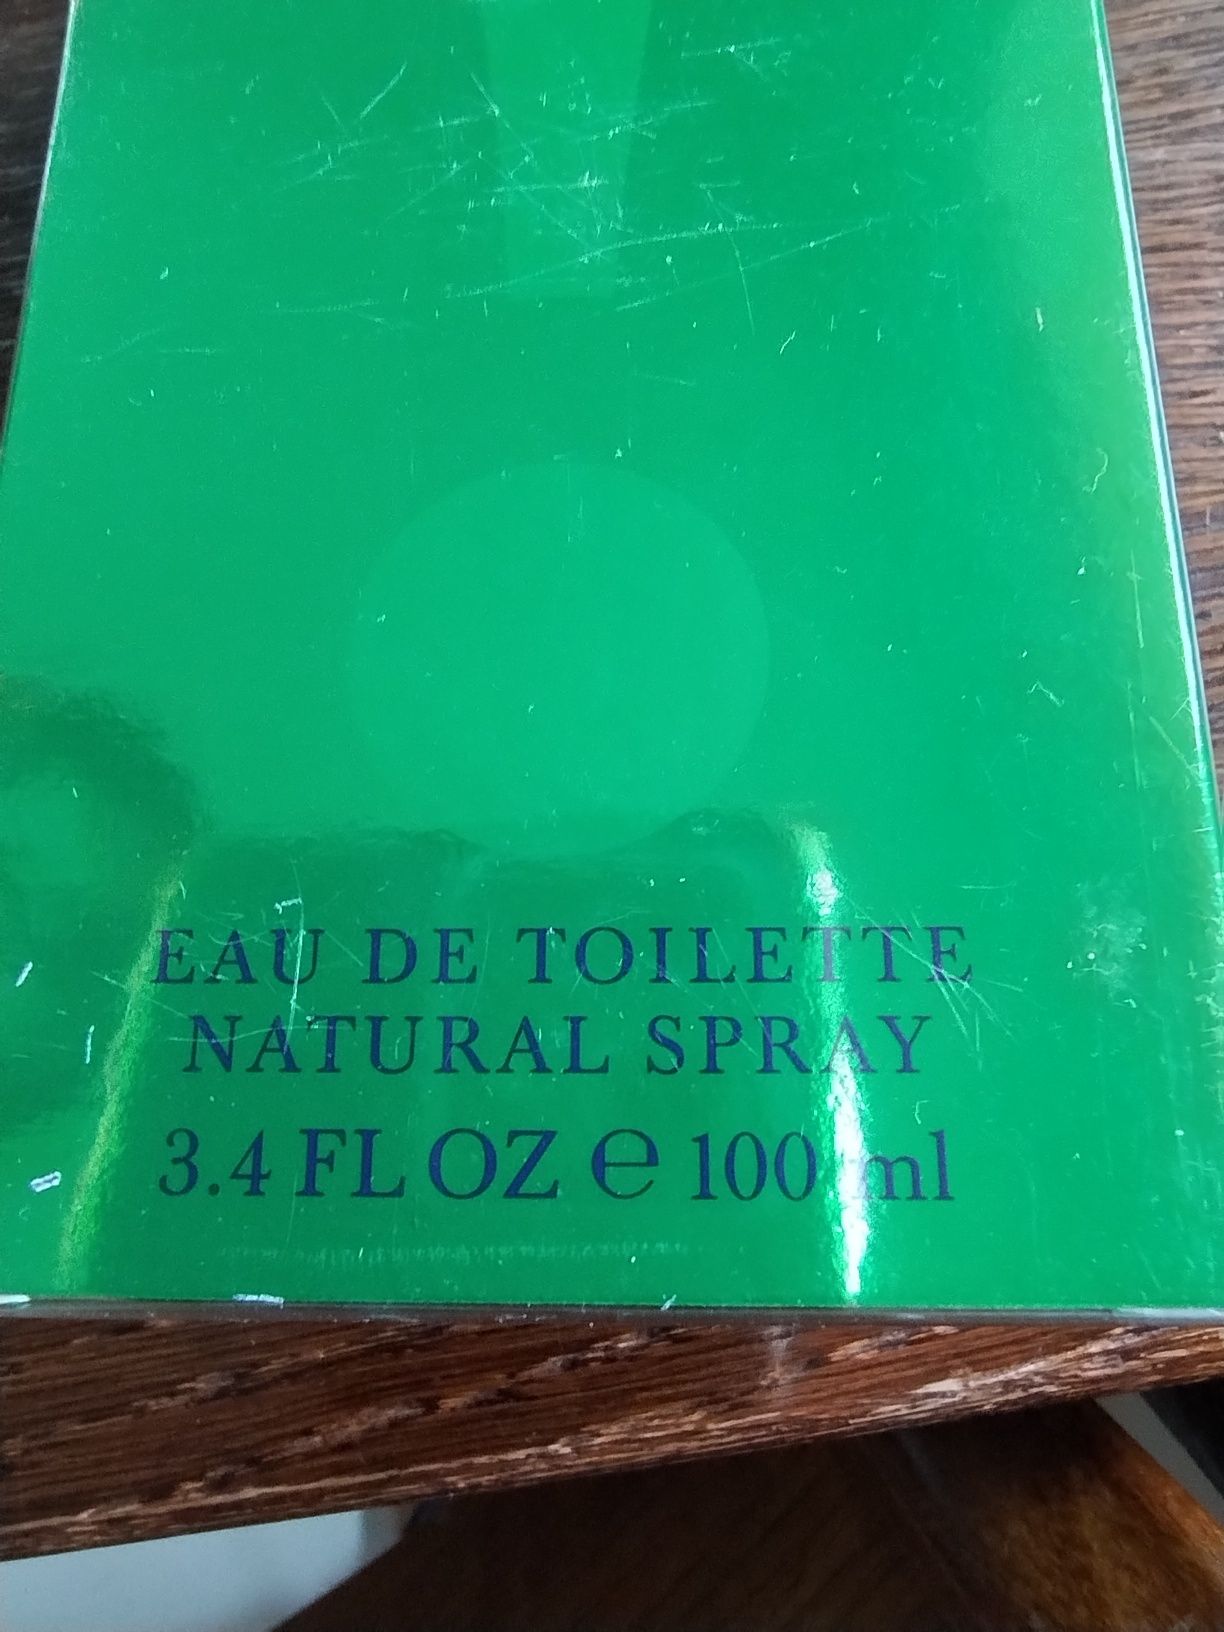 EAU DE TOILETTE
NATURAL SPRAY
3.4 FL OZ ℮ 100 ml